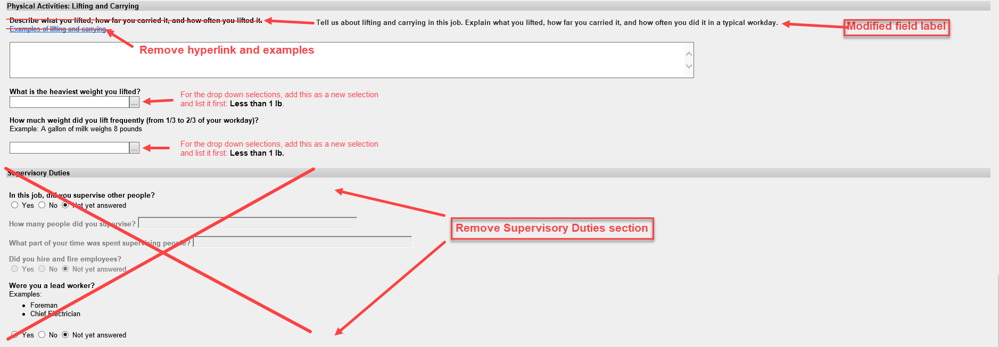 Physical Activities: Lifting and Carrying
Describe what you lifted, how far you carried it, and how often you lifted it.
Tell us about lifting and carrying in this job. Explain what you lifted, how far you carried it, and how often you did it in a typical workday.
Modified field label
Examples of lifting and carrying
Remove hyperlink and examples
What is the heaviest weight you lifted?
...
For the drop down selections, add this as a new selection
and list it first: Less than 1 lb.
How much weight did you lift frequently (from 1/3 to 2/3 of your workday)?
Example: A gallon of milk weighs 8 pounds
...
For the drop down selections, add this as a new selection
and list it first: Less than 1 lb.
Supervisory Duties
In this job, did you supervise other people?
Yes No Not yet answered
How many people did you supervise?
Remove Supervisory Duties section
What part of your time was spent supervising people?
Did you hire and fire employees?
Yes No Not yet answered
Were you a lead worker?
Examples:
• Foreman
• Chief Electrician
Yes No Not yet answered